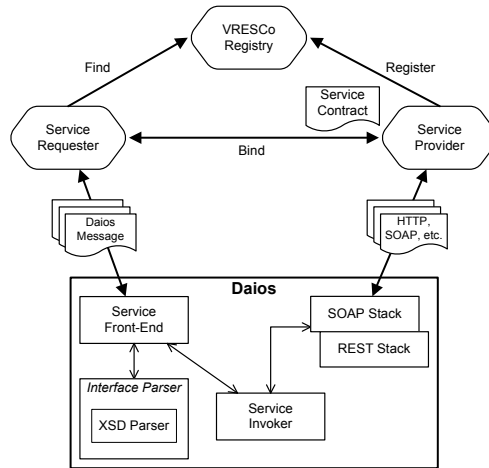 VRESCo
Registry
Find
Register
Service
Contract
Service
Requester
Service
Provider
Bind
Daios
Message
HTTP,
SOAP, etc.
Daios
Service
Front-End
SOAP Stack
REST Stack
Interface Parser
XSD Parser
Service
Invoker